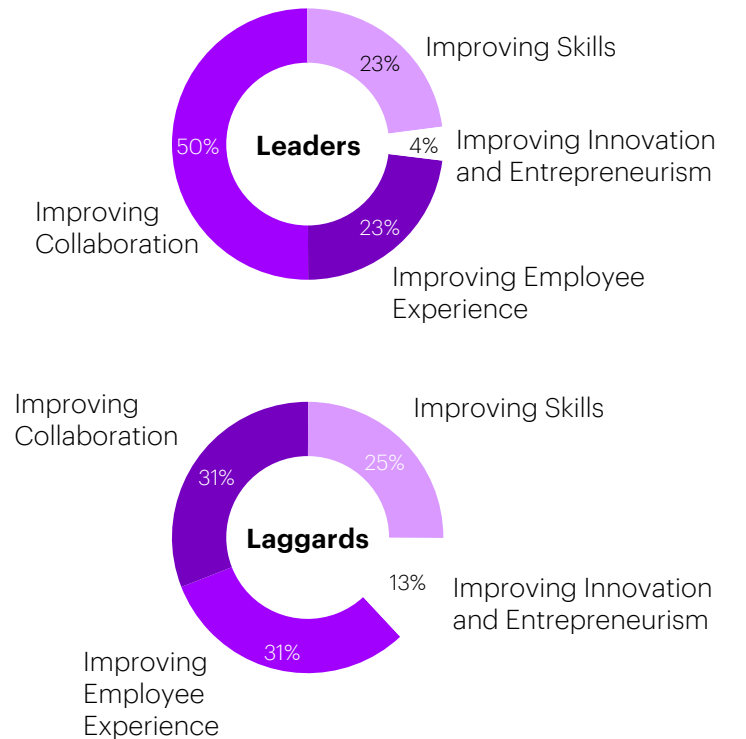 Improving Skills
23%
Leaders
50%
4%
Improving Innovation
and Entrepreneurism
Improving
Collaboration
23%
Improving Employee
Experience
Improving
Collaboration
Improving Skills
25%
31%
Laggards
13%
Improving Innovation
and Entrepreneurism
31%
Improving
Employee
Experience